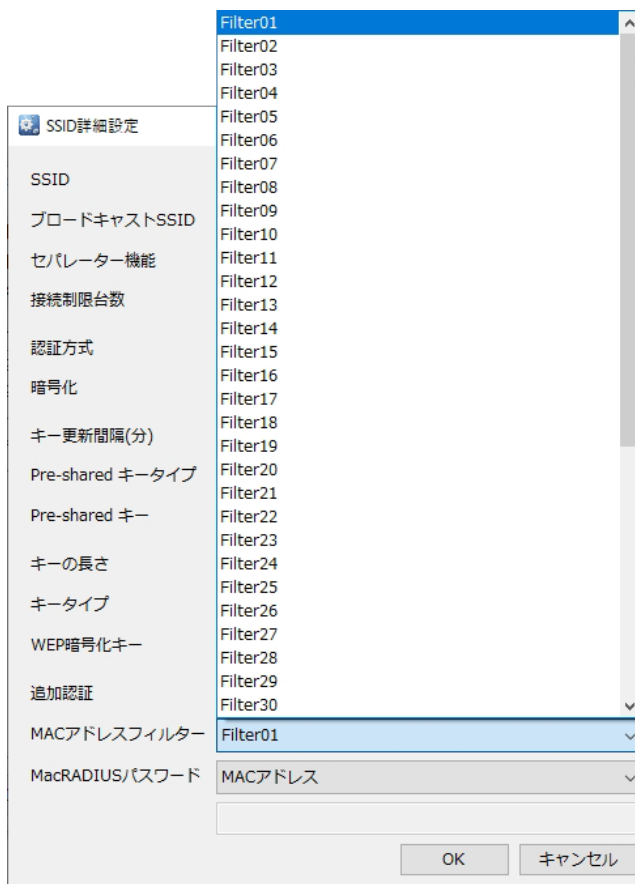 Filter01
Filter02
Filter03
Filter04
Filter05
Filter06
Filter07
Filter08
Filter09
Filter10
Filter11
Filter12
Filter13
Filter14
Filter15
Filter16
Filter17
Filter18
Filter19
Filter20
Filter21
Filter22
Filter23
Filter24
Filter25
Filter26
Filter27
Filter28
Filter29
Filter30
SSID詳細設定
SSID
ブロードキャストSSID
セパレーター機能
接続制限台数
認証方式
暗号化
キー更新間隔(分)
Pre-shared キータイプ
Pre-shared キー
キーの長さ
キータイプ
WEP暗号化キー
追加認証
MACアドレスフィルター Filter01
MacRADIUSパスワード MACアドレス
OK キャンセル